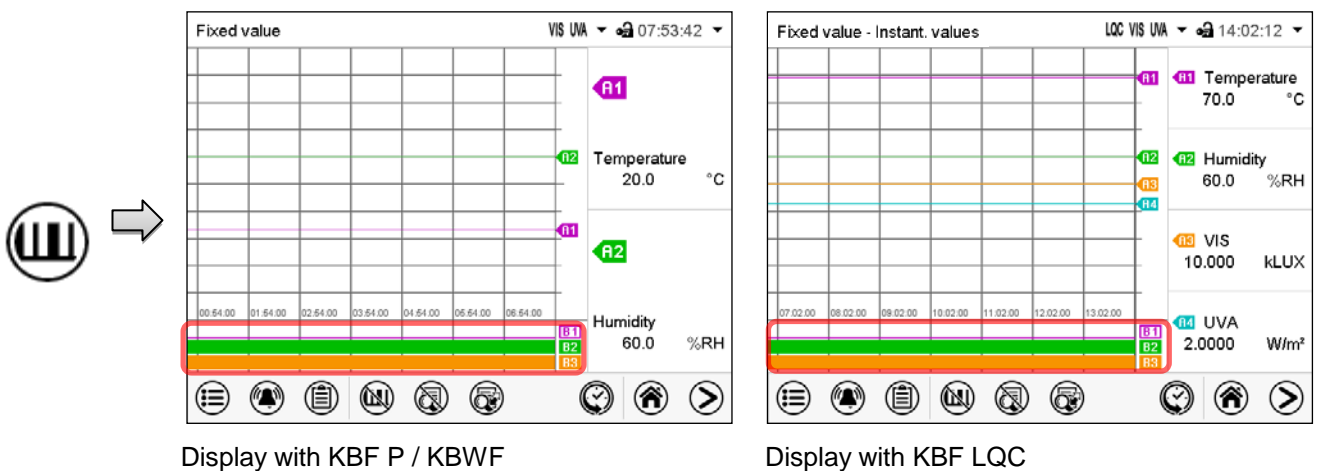 Fixed value
VIS UVA 07:53:42
A1
A2
Temperature
20.0 °C
A1
A2
00.54.00 01.54.00 02.54.00 03.54.00 04.54.00 05.54.00 06.54.00
Humidity
60.0 %RH
B1
B2
B3
Display with KBF P / KBWF
Fixed value - Instant. values
LQC VIS UVA 14:02:12
A1
A1 Temperature
70.0 °C
A2
A2 Humidity
60.0 %RH
A3
A4
A3 VIS
10.000 kLUX
07.02.00 08.02.00 09.02.00 10.02.00 11.02.00 12.02.00 13.02.00
A4 UVA
2.0000 W/m²
B1
B2
B3
Display with KBF LQC